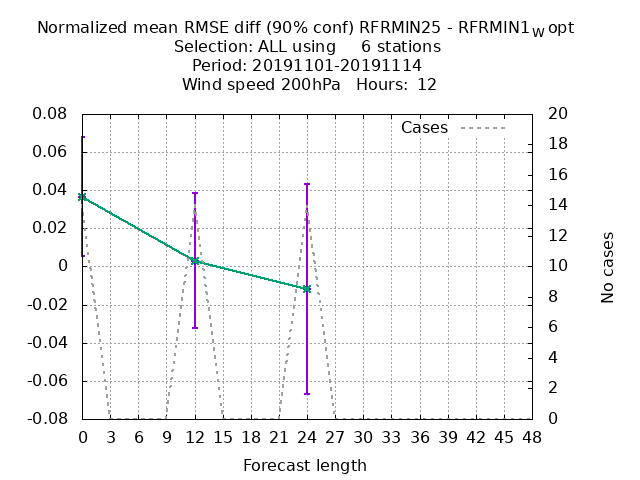 Normalized mean RMSE diff (90% conf) RFRMIN25 - RFRMIN1w opt
Selection: ALL using 6 stations
Period: 20191101-20191114
Wind speed 200hPa Hours: 12
Cases
0.08
0.06
0.04
0.02
0
-0.02
-0.04
-0.06
-0.08
20
18
16
14
12
10
8
6
4
2
0
No cases
0 3 6 9 12 15 18 21 24 27 30 33 36 39 42 45 48
Forecast length